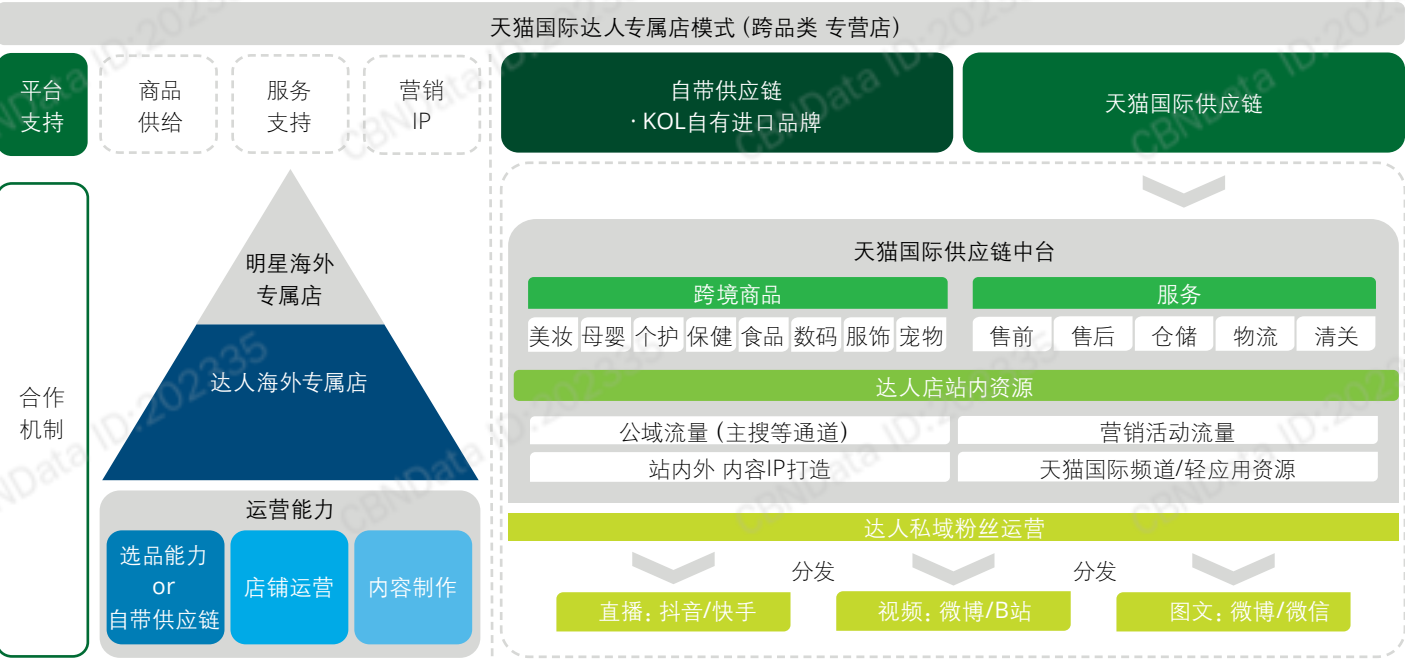 天猫国际达人专属店模式 (跨品类 专营店)
平台
支持
商品
供给
服务
支持
营销
IP
自带供应链
· KOL自有进口品牌
天猫国际供应链
合作
机制
明星海外
专属店
达人海外专属店
运营能力
选品能力
or
自带供应链
店铺运营
内容制作
天猫国际供应链中台
跨境商品
美妆 母婴 个护 保健 食品 数码 服饰 宠物
服务
售前 售后 仓储 物流 清关
达人店站内资源
公域流量 (主搜等通道)
营销活动流量
站内外 内容IP打造
天猫国际频道/轻应用资源
达人私域粉丝运营
分发
分发
直播: 抖音/快手
视频: 微博/B站
图文: 微博/微信
CBNData ID:202335